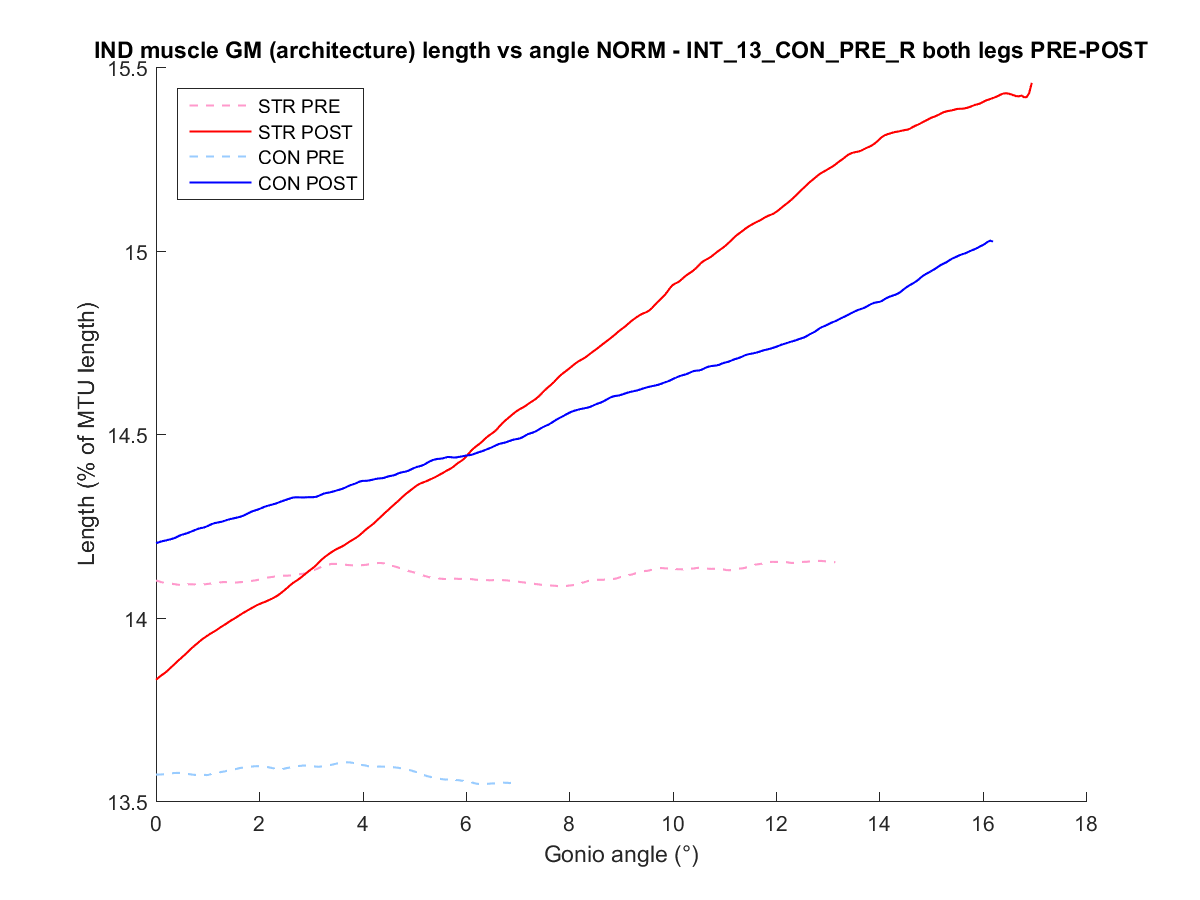 IND muscle GM (architecture) length vs angle NORM - INT_13_CON_PRE_R both legs PRE-POST
15.5
STR PRE
STR POST
CON PRE
CON POST
15
14.5
14
13.5
Length (% of MTU length)
0 2 4 6 8 10 12 14 16 18
Gonio angle (°)